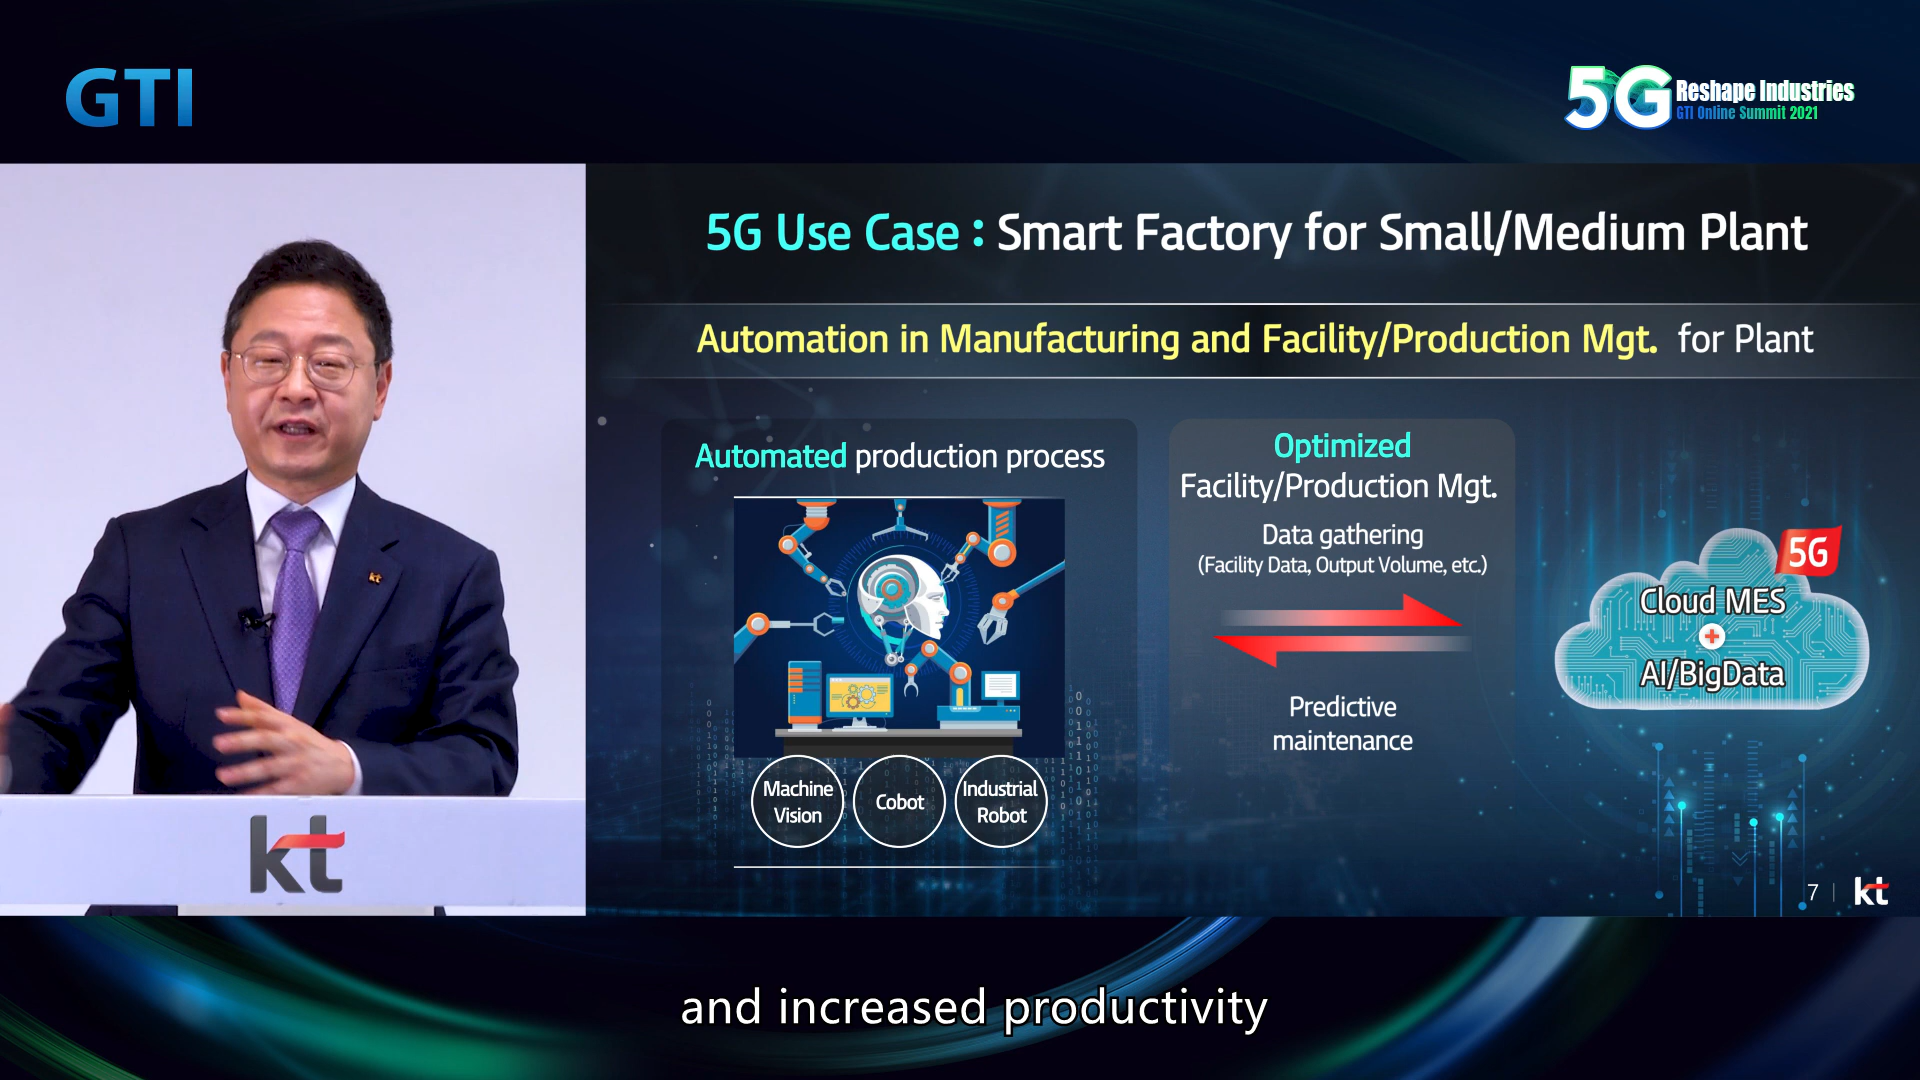 GTI
5G Reshape Industries
GTI Online Summit 2021
5G Use Case : Smart Factory for Small/Medium Plant
Automation in Manufacturing and Facility/Production Mgt. for Plant
Automated production process
Machine
Vision
Cobot
Industrial
Robot
Optimized
Facility/Production Mgt.
Data gathering
(Facility Data, Output Volume, etc.)
Predictive
maintenance
5G
Cloud MES
+
AI/BigData
kt
kt
7 | kt
and increased productivity